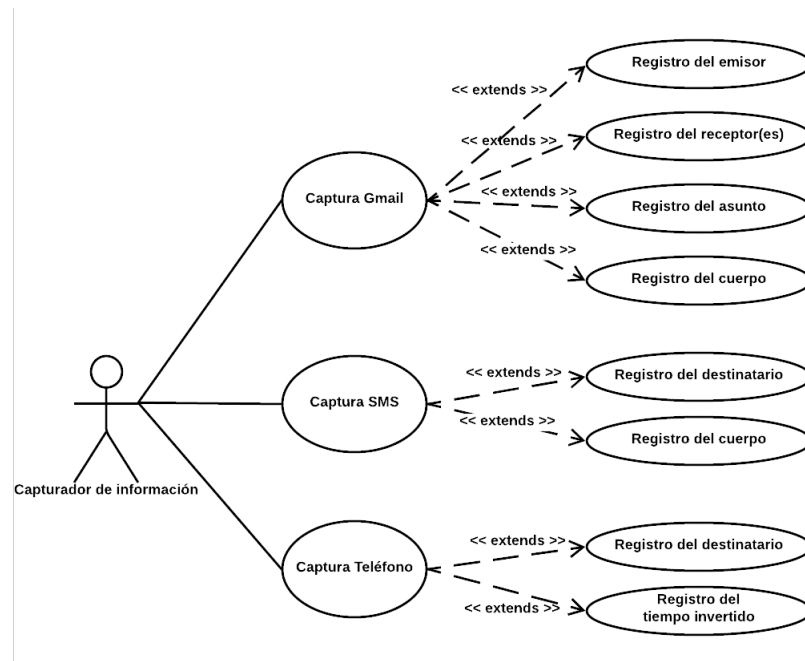 Registro del emisor
<< extends >>
<< extends >>
Registro del receptor(es)
Captura Gmail
<< extends >>
Registro del asunto
<< extends >>
Registro del cuerpo
<< extends >>
Registro del destinatario
Captura SMS
<< extends >>
Registro del cuerpo
Capturador de información
<< extends >>
Registro del destinatario
Captura Teléfono
<< extends >>
Registro del
tiempo invertido